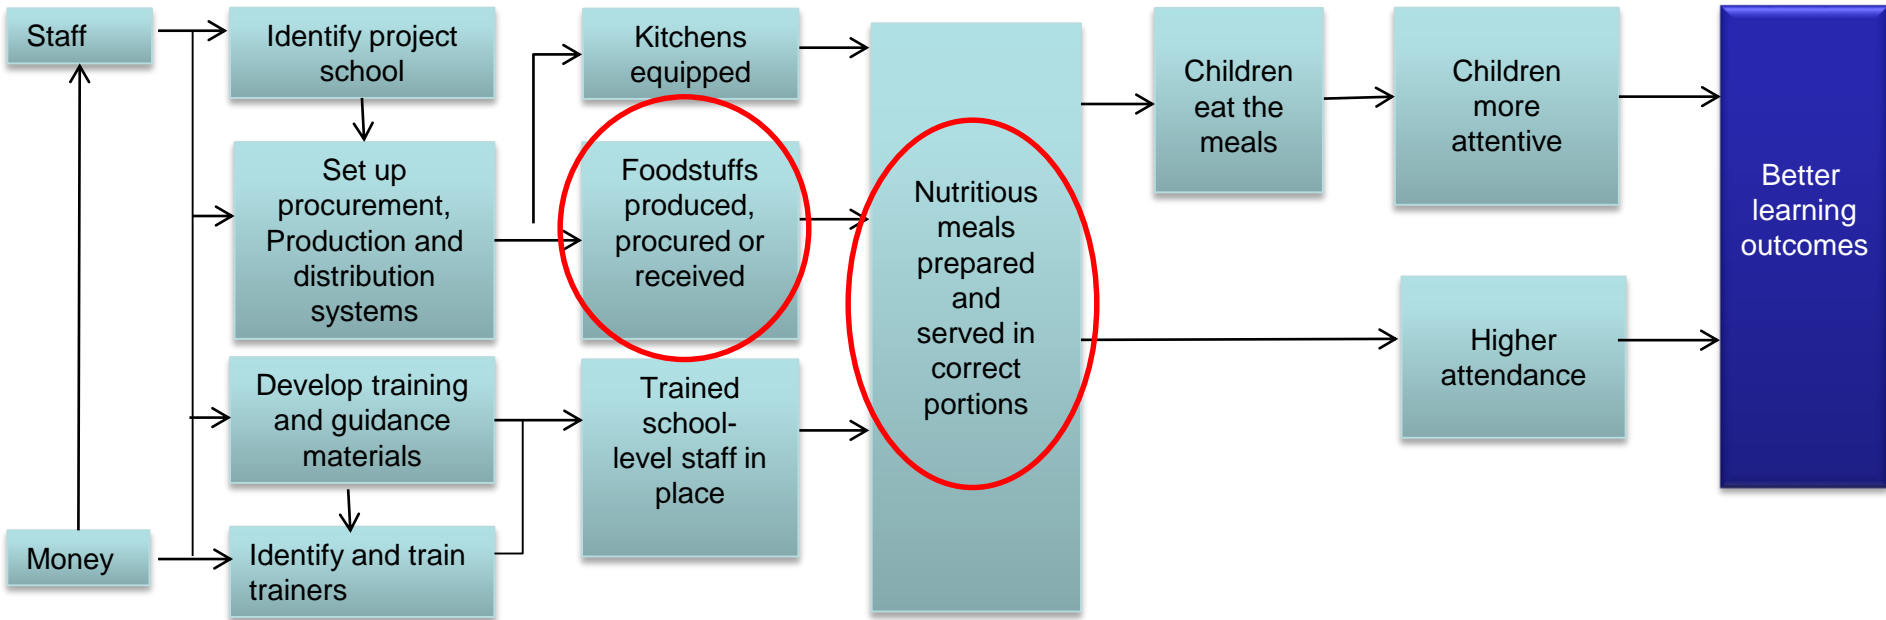 Staff
Identify project
school
Kitchens
equipped
Children
eat the
meals
Children
more
attentive
Better
learning
outcomes
Set up
procurement,
Production and
distribution
systems
Foodstuffs
produced,
procured or
received
Nutritious
meals
prepared
and
served in
correct
portions
Higher
attendance
Develop training
and guidance
materials
Trained
school-
level staff in
place
Money
Identify and train
trainers